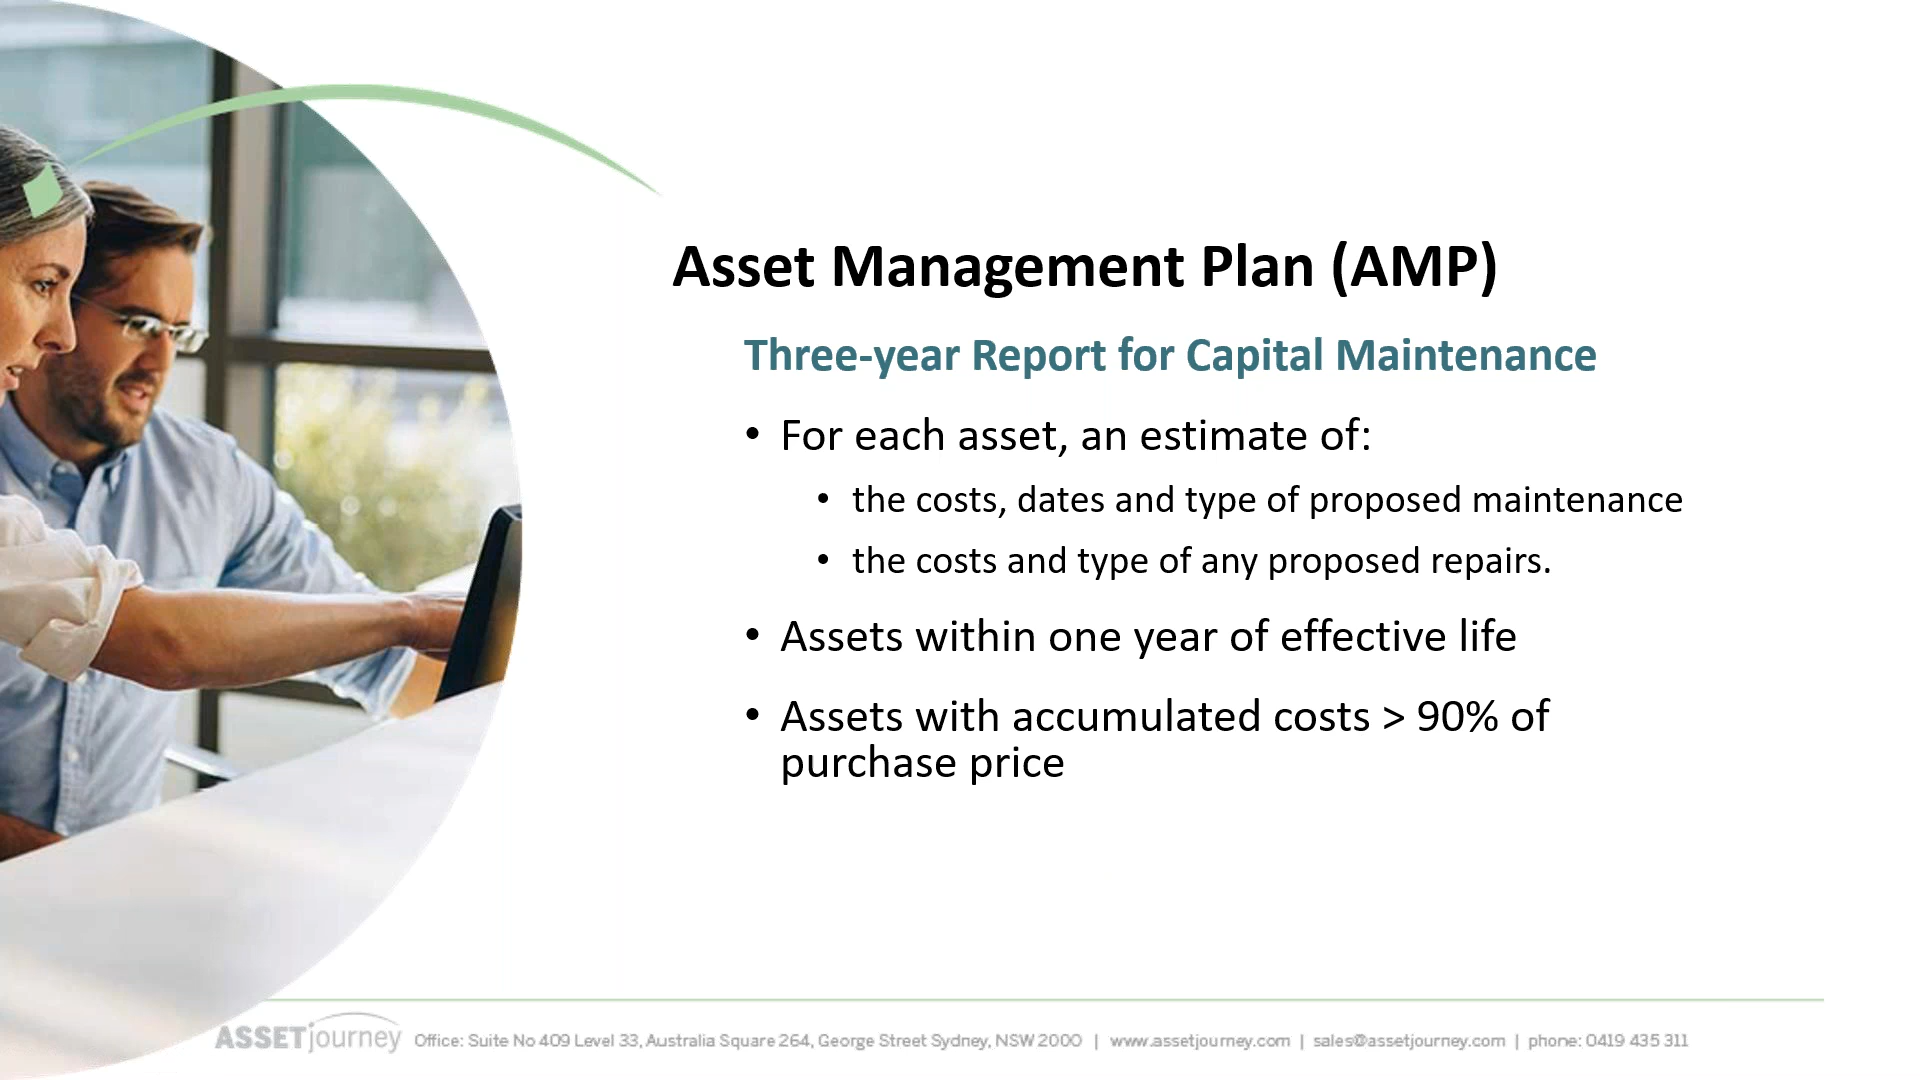 Asset Management Plan (AMP)
Three-year Report for Capital Maintenance
• For each asset, an estimate of:
• the costs, dates and type of proposed maintenance
• the costs and type of any proposed repairs.
• Assets within one year of effective life
• Assets with accumulated costs > 90% of
purchase price
ASSETjourney Office: Suite No 409 Level 33, Australia Square 264, George Street Sydney, NSW 2000 | www.assetjourney.com | sales@assetjourney.com | phone: 0419 435 311